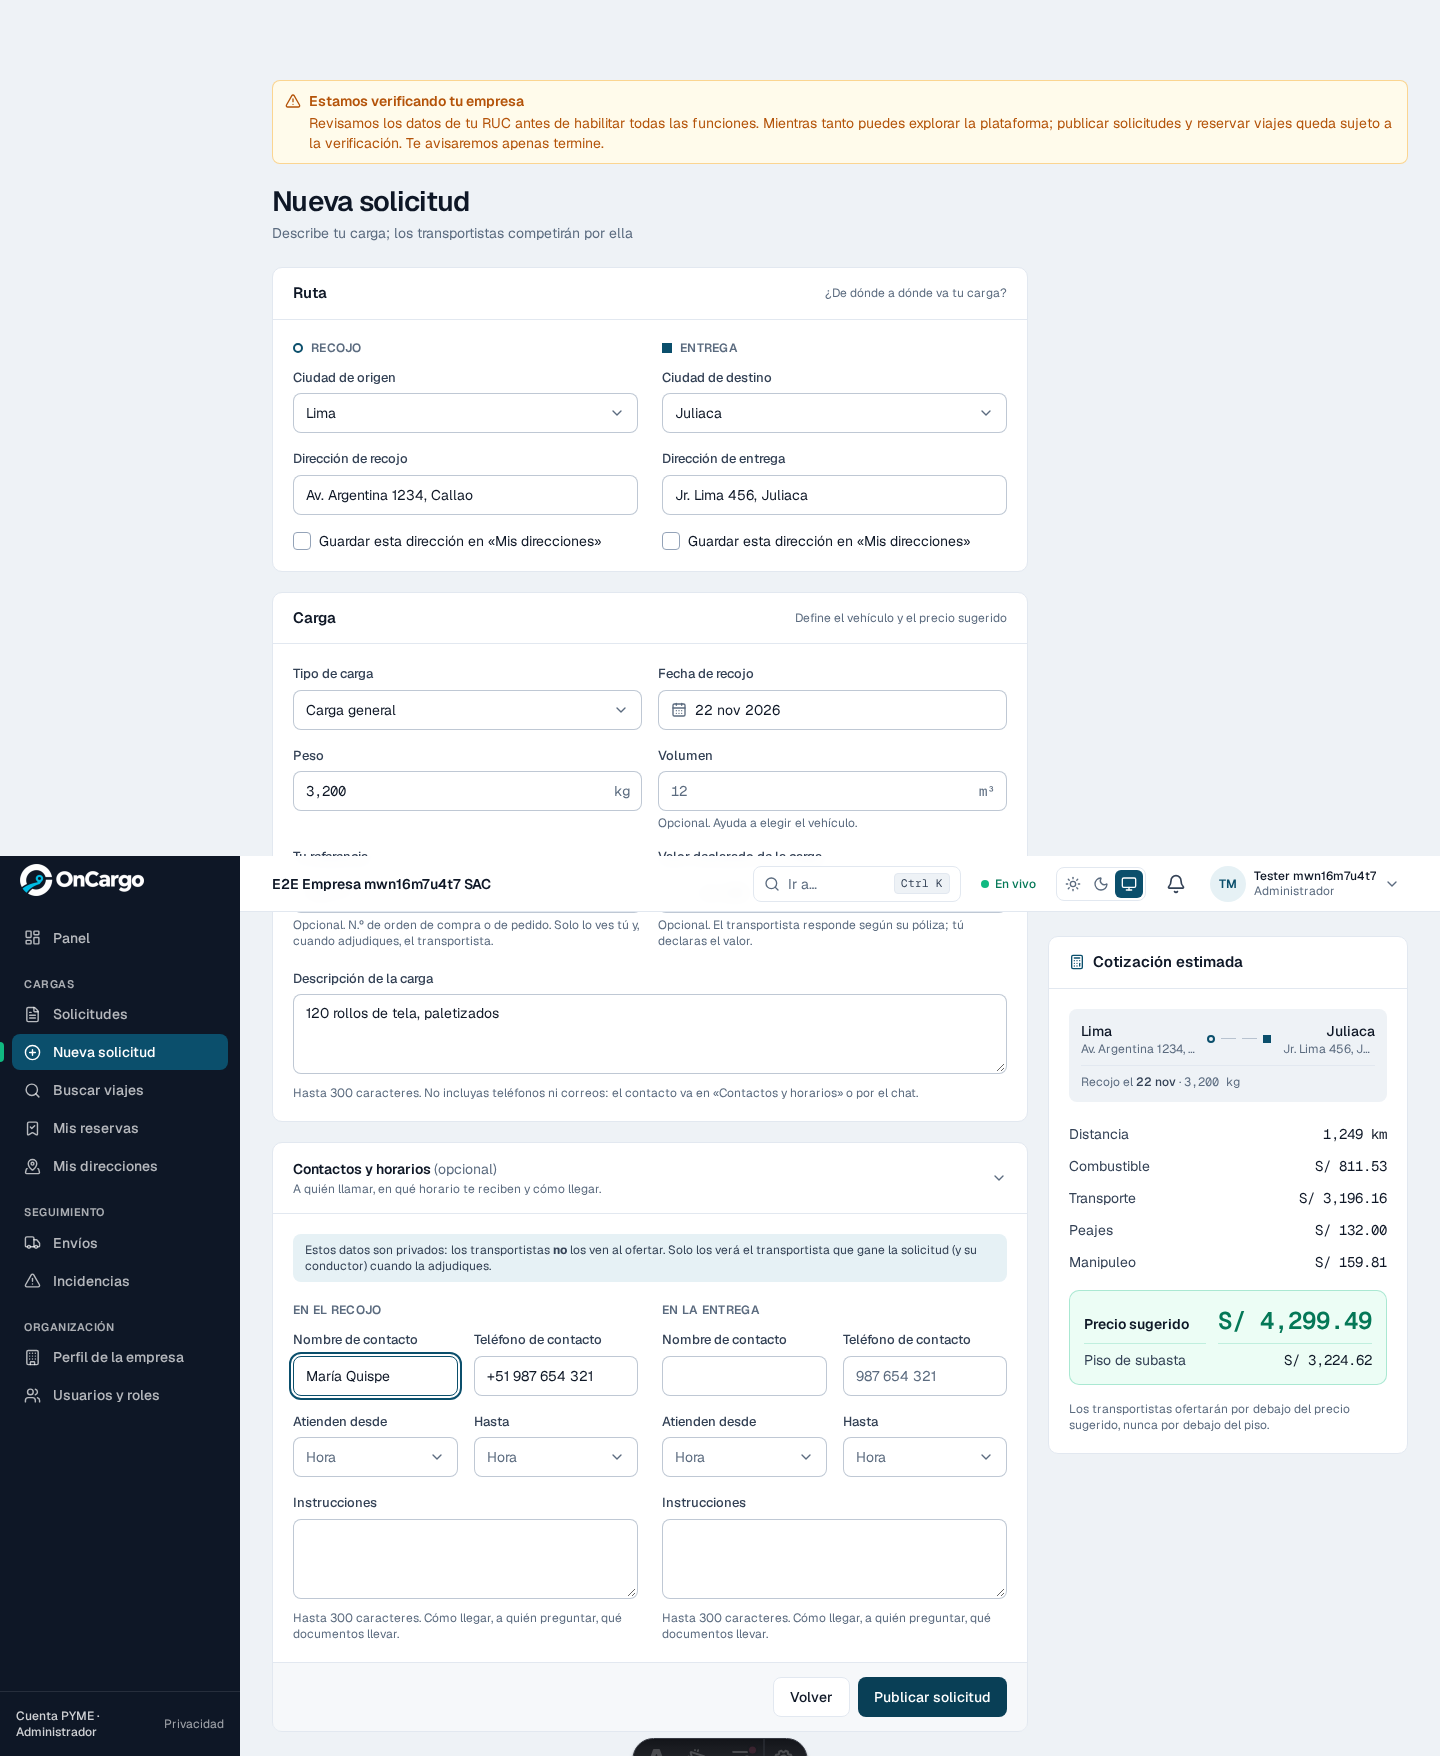 Estamos verificando tu empresa
Revisamos los datos de tu RUC antes de habilitar todas las funciones. Mientras tanto puedes explorar la plataforma; publicar solicitudes y reservar viajes queda sujeto a
la verificación. Te avisaremos apenas termine.
Nueva solicitud
Describe tu carga; los transportistas competirán por ella
Ruta
¿De dónde a dónde va tu carga?
RECOJO
ENTREGA
Ciudad de origen
Ciudad de destino
Lima
Juliaca
Dirección de recojo
Dirección de entrega
Av. Argentina 1234, Callao
Jr. Lima 456, Juliaca
Guardar esta dirección en «Mis direcciones»
Guardar esta dirección en «Mis direcciones»
Carga
Define el vehículo y el precio sugerido
Tipo de carga
Fecha de recojo
Carga general
22 nov 2026
Peso
Volumen
3,200 kg
12 m³
Opcional. Ayuda a elegir el vehículo.
Tu referencia
Valor declarado de la carga
OnCargo
E2E Empresa mwn16m7u4t7 SAC
Ir a...
Ctrl K
En vivo
TM
Tester mwn16m7u4t7
Administrador
Panel
CARGAS
Solicitudes
Nueva solicitud
Buscar viajes
Mis reservas
Mis direcciones
SEGUIMIENTO
Envíos
Incidencias
ORGANIZACIÓN
Perfil de la empresa
Usuarios y roles
Cuenta PYME ·
Administrador
Privacidad
Opcional. N.º de orden de compra o de pedido. Solo lo ves tú y,
cuando adjudiques, el transportista.
Opcional. El transportista responde según su póliza; tú
declaras el valor.
Descripción de la carga
120 rollos de tela, paletizados
Hasta 300 caracteres. No incluyas teléfonos ni correos: el contacto va en «Contactos y horarios» o por el chat.
Contactos y horarios (opcional)
A quién llamar, en qué horario te reciben y cómo llegar.
Estos datos son privados: los transportistas no los ven al ofertar. Solo los verá el transportista que gane la solicitud (y su
conductor) cuando la adjudiques.
EN EL RECOJO
EN LA ENTREGA
Nombre de contacto
Teléfono de contacto
Nombre de contacto
Teléfono de contacto
María Quispe
+51 987 654 321
987 654 321
Atienden desde
Hasta
Atienden desde
Hasta
Hora
Hora
Hora
Hora
Instrucciones
Instrucciones
Hasta 300 caracteres. Cómo llegar, a quién preguntar, qué
documentos llevar.
Hasta 300 caracteres. Cómo llegar, a quién preguntar, qué
documentos llevar.
Volver
Publicar solicitud
Cotización estimada
Lima
Juliaca
Av. Argentina 1234, ...
Jr. Lima 456, J...
Recojo el 22 nov · 3,200 kg
Distancia 1,249 km
Combustible S/ 811.53
Transporte S/ 3,196.16
Peajes S/ 132.00
Manipuleo S/ 159.81
Precio sugerido S/ 4,299.49
Piso de subasta S/ 3,224.62
Los transportistas ofertarán por debajo del precio
sugerido, nunca por debajo del piso.